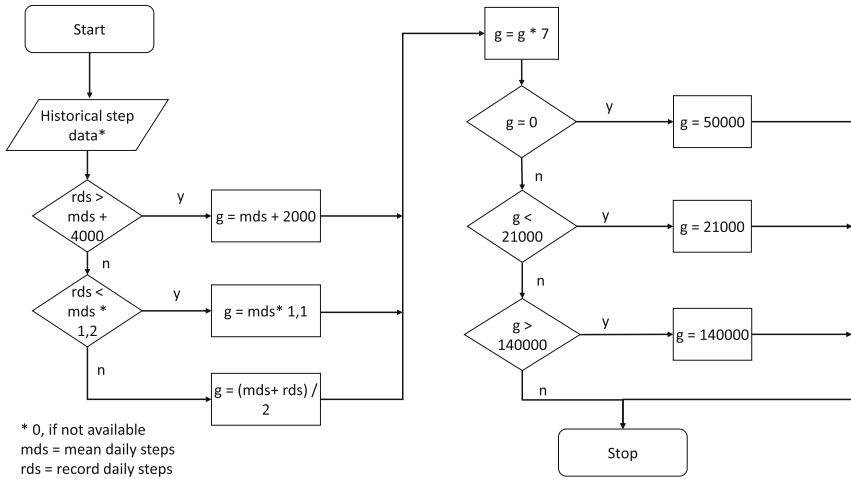 Start
Historical step
data*
rds >
mds +
4000
y
g = mds + 2000
n
rds <
mds *
1,2
y
g = mds* 1,1
n
g = (mds+ rds) /
2
* 0, if not available
mds = mean daily steps
rds = record daily steps
g = g * 7
g = 0
y
g = 50000
n
g <
21000
y
g = 21000
n
g >
140000
y
g = 140000
n
Stop